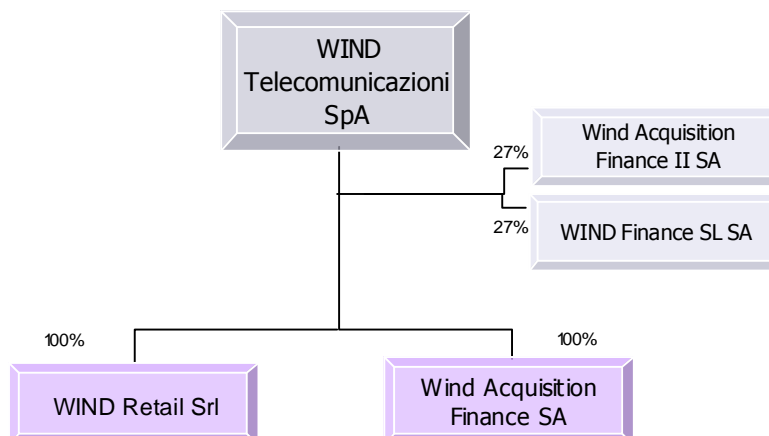 WIND
Telecomunicazioni
SpA
27%
Wind Acquisition
Finance II SA
27%
WIND Finance SL SA
100%
100%
WIND Retail Srl
Wind Acquisition
Finance SA